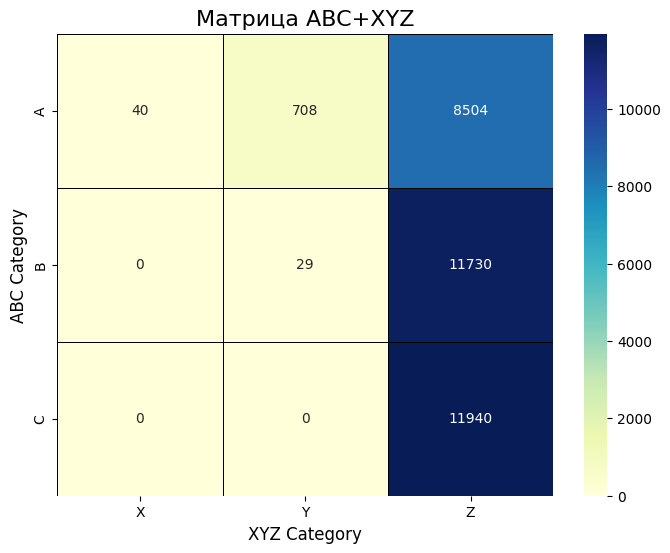 Матрица ABC+XYZ
ABC Category
A
40
708
8504
B
0
29
11730
C
0
0
11940
X
Y
Z
XYZ Category
10000
8000
6000
4000
2000
0